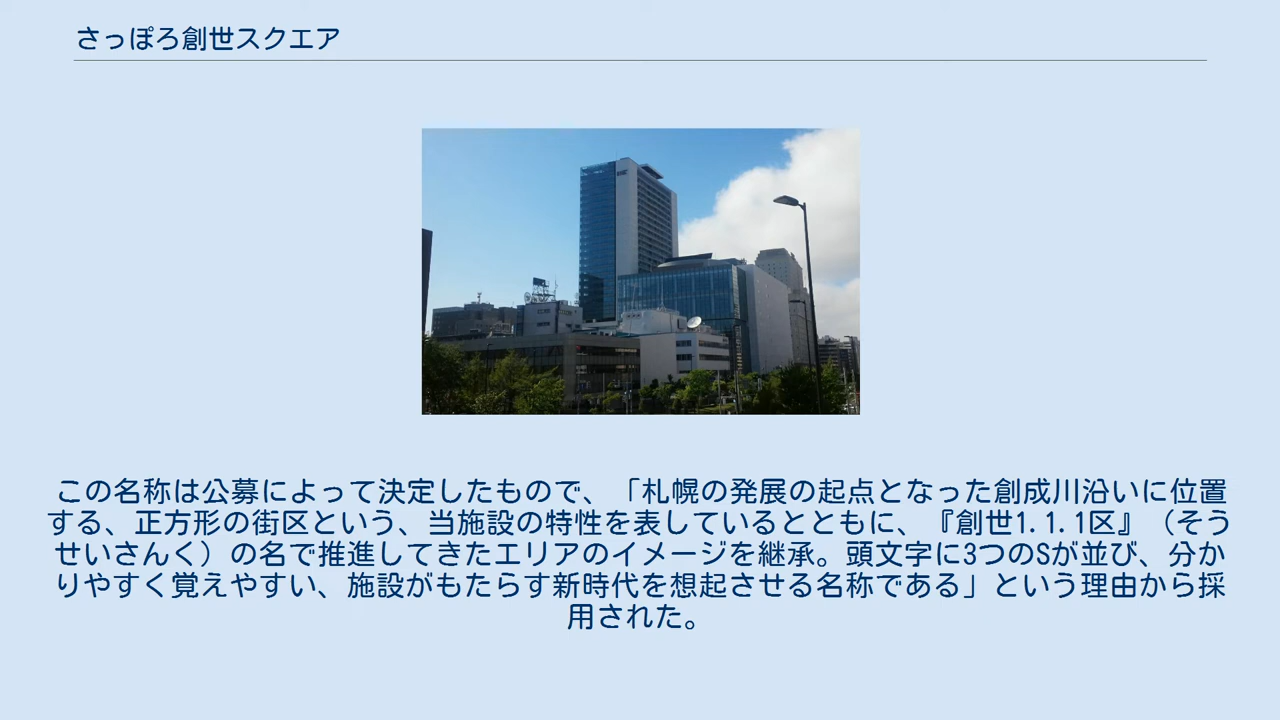 さっぽろ創世スクエア
この名称は公募によって決定したもので、「札幌の発展の起点となった創成川沿いに位置
する、正方形の街区という、当施設の特性を表しているとともに、『創世1.1.1区』（そう
せいさんく）の名で推進してきたエリアのイメージを継承。頭文字に3つのSが並び、分か
りやすく覚えやすい、施設がもたらす新時代を想起させる名称である」という理由から採
用された。